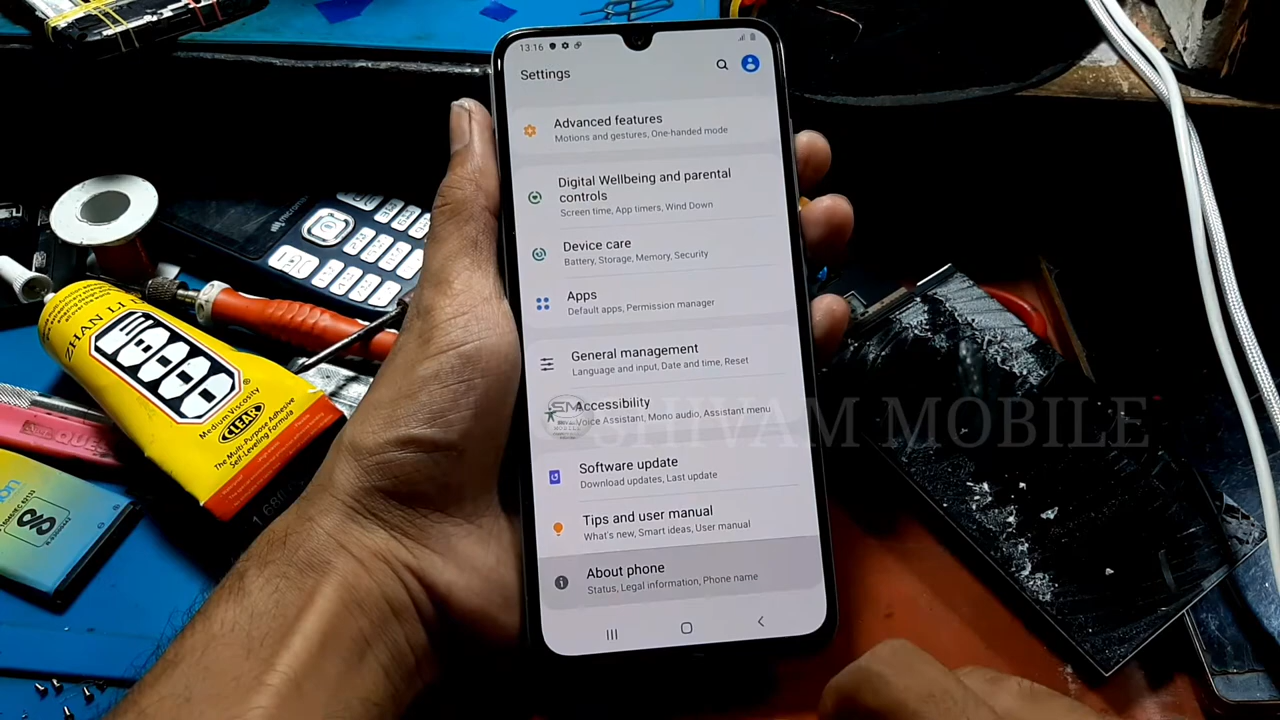 13:16
Settings
Advanced features
Motions and gestures, One-handed mode
Digital Wellbeing and parental
controls
Screen time, App timers, Wind Down
Device care
Battery, Storage, Memory, Security
Apps
Default apps, Permission manager
General management
Language and input, Date and time, Reset
Accessibility
Voice Assistant, Mono audio, Assistant menu
Software update
Download updates, Last update
Tips and user manual
What's new, Smart ideas, User manual
About phone
Status, Legal information, Phone name
SHIVAM MOBILE
SM
ZHAN LI
Medium Viscosity
CLEAR
The Multi-Purpose Adhesive
Self-Leveling Formula